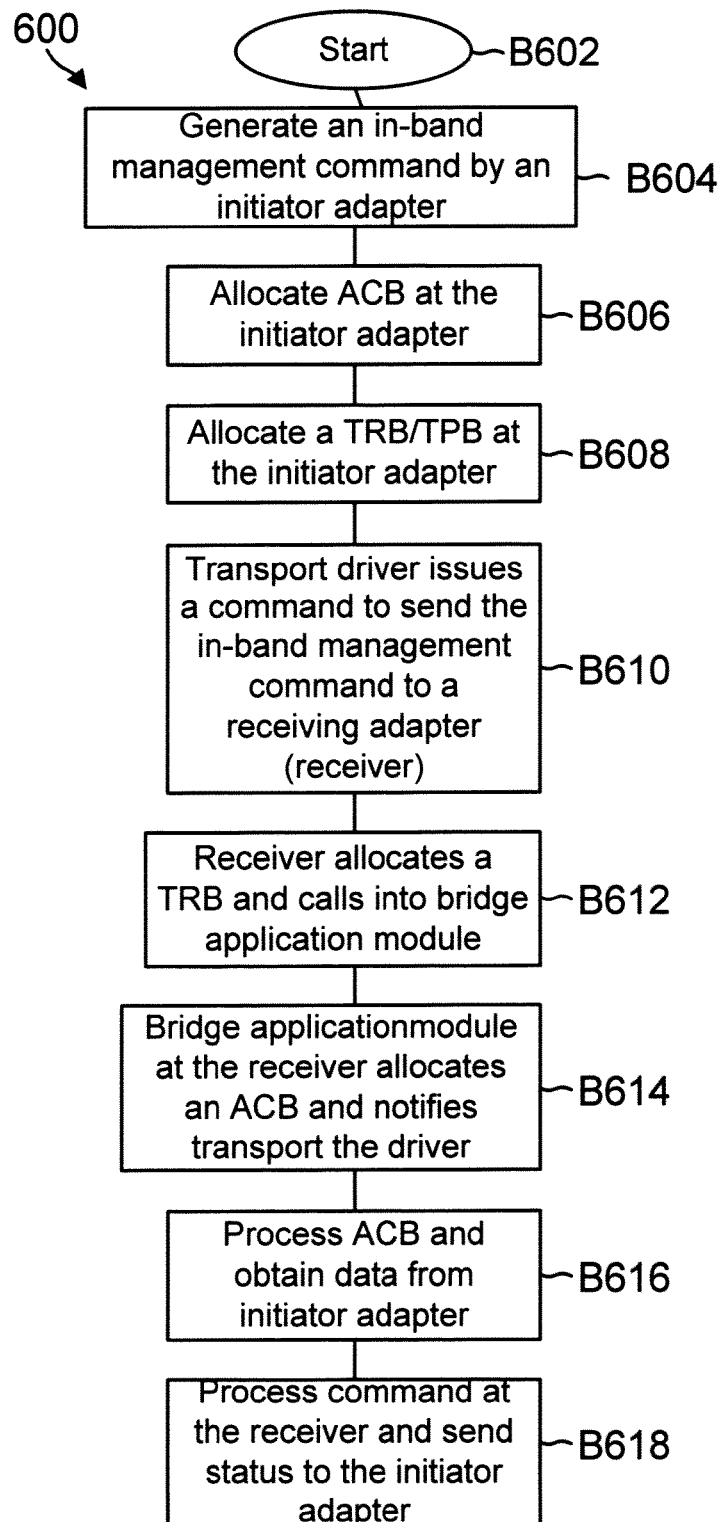 600
Start
B602
Generate an in-band
management command by an
initiator adapter
B604
Allocate ACB at the
initiator adapter
B606
Allocate a TRB/TPB at
the initiator adapter
B608
Transport driver issues
a command to send the
in-band management
command to a
receiving adapter
(receiver)
B610
Receiver allocates a
TRB and calls into bridge
application module
B612
Bridge applicationmodule
at the receiver allocates
an ACB and notifies
transport the driver
B614
Process ACB and
obtain data from
initiator adapter
B616
Process command at
the receiver and send
status to the initiator
adapter
B618